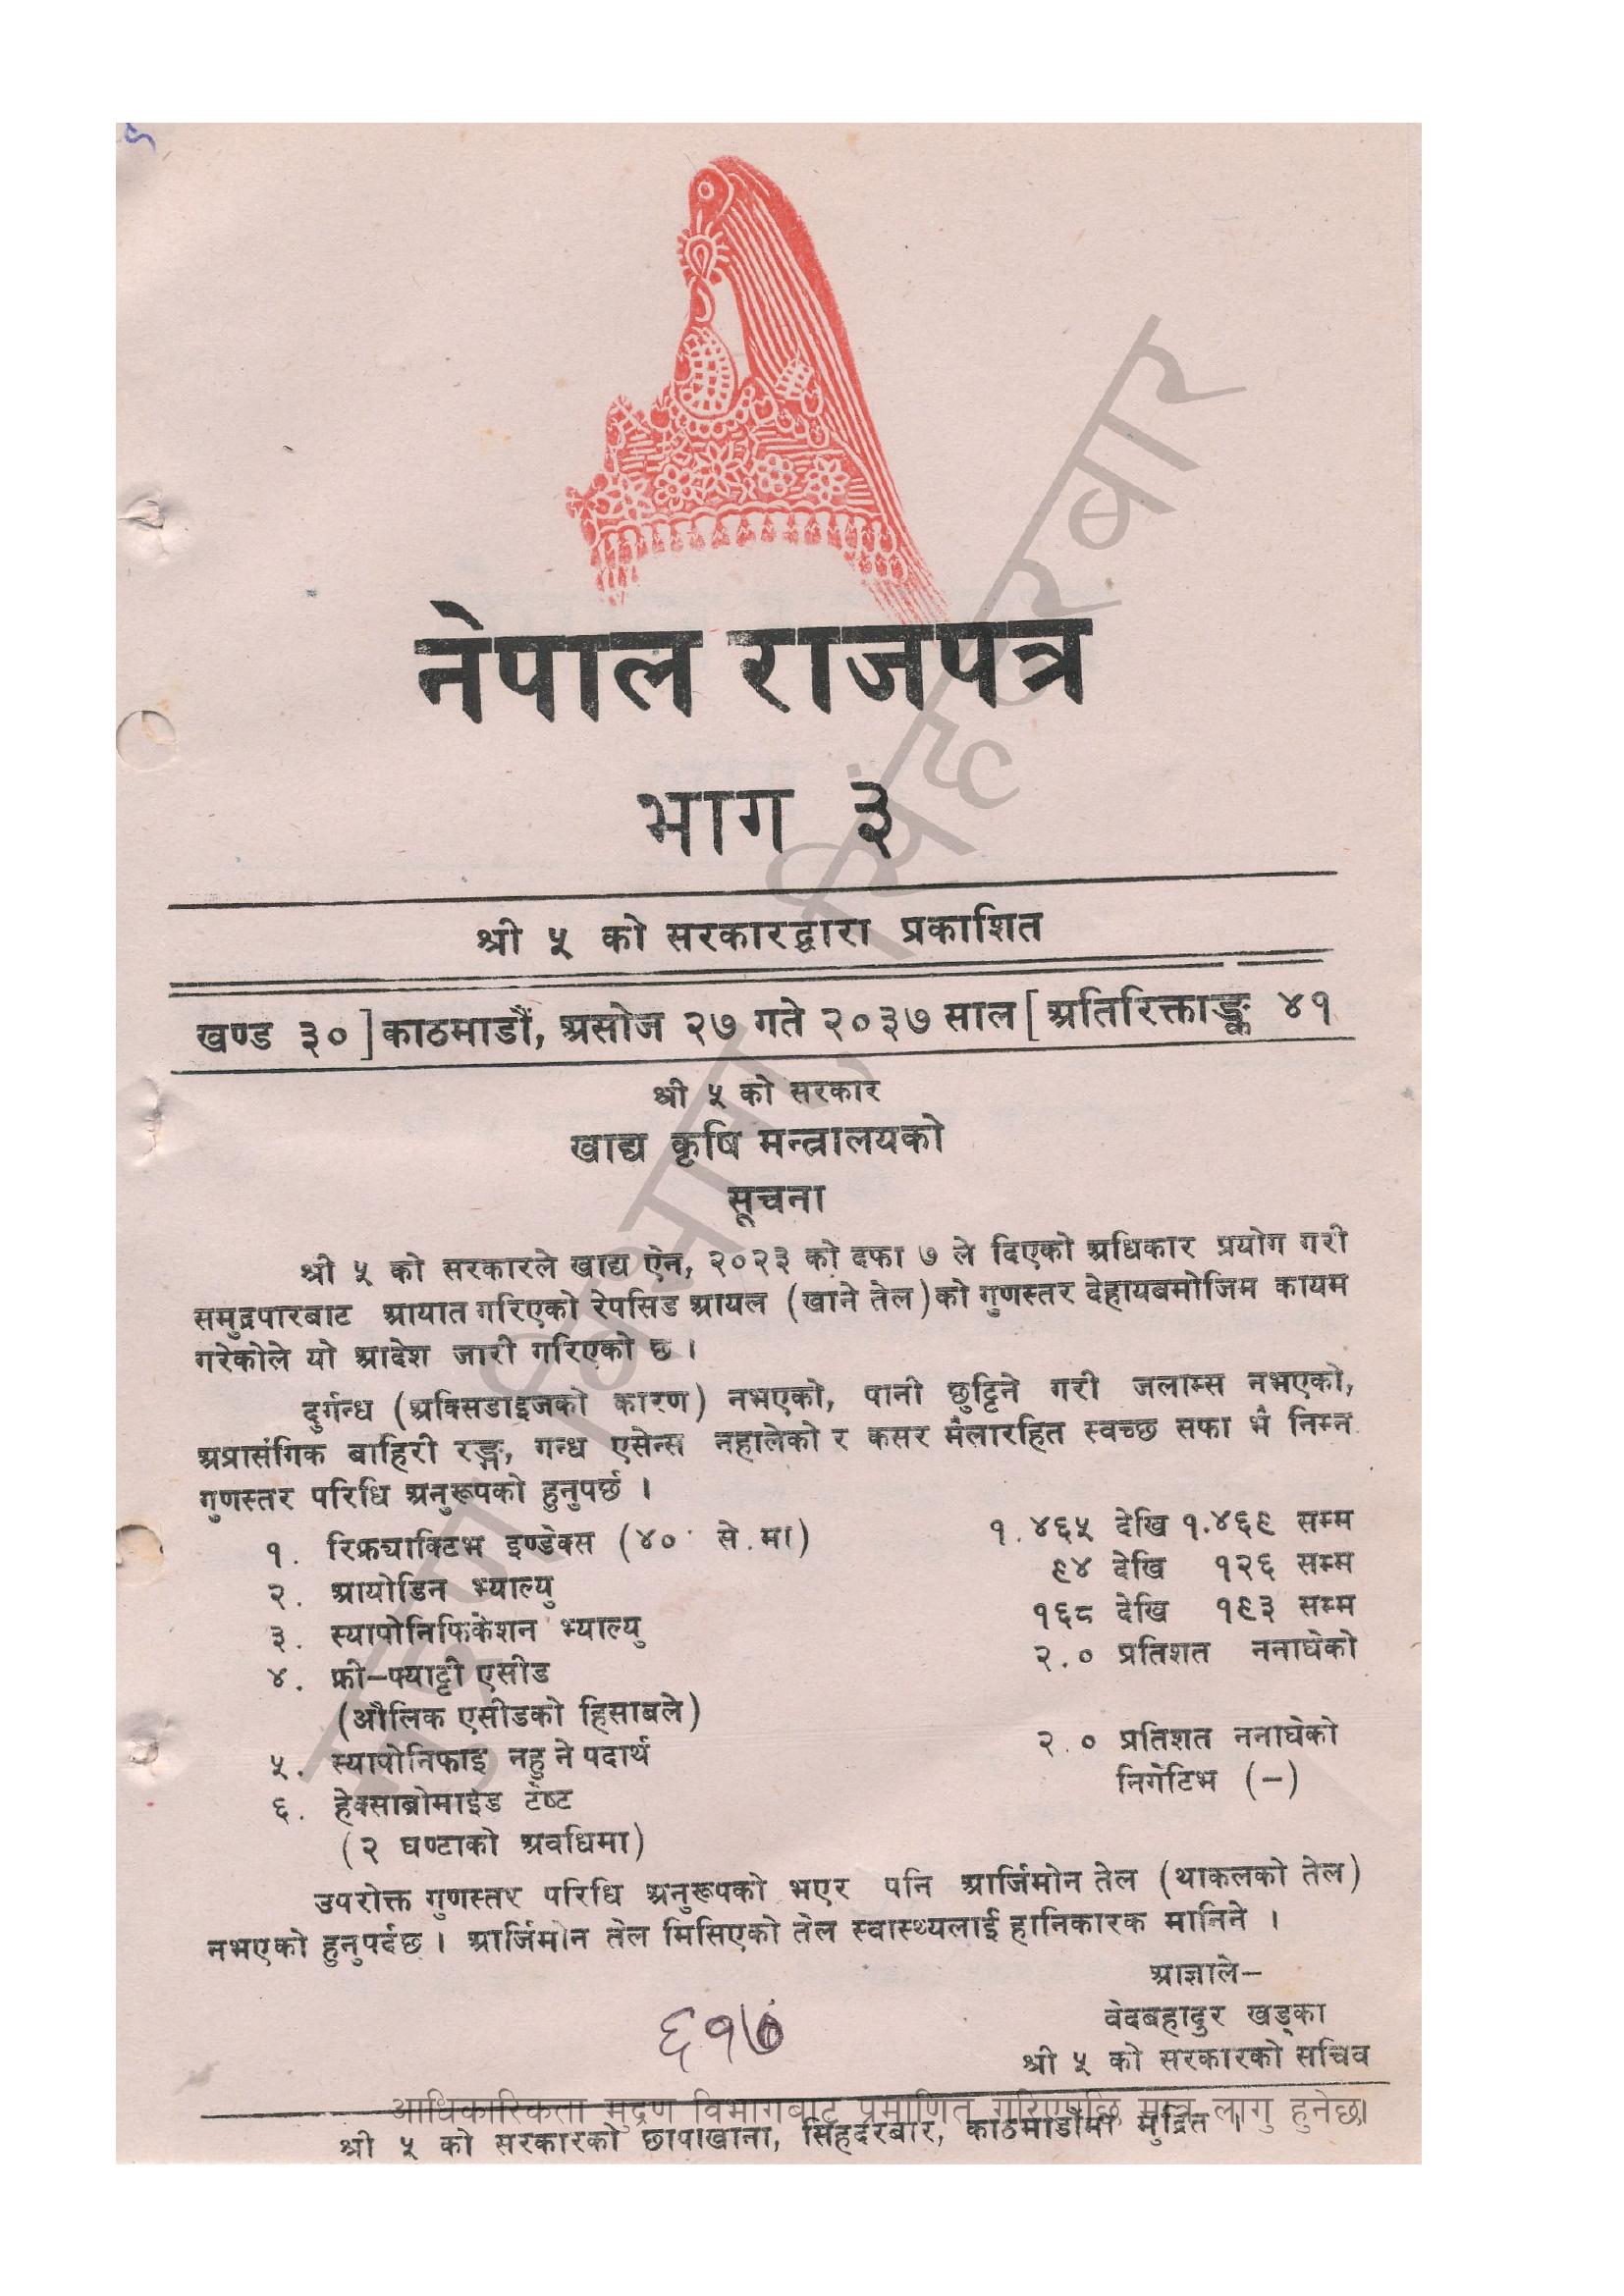 नेपाल राजपत्र
भाग ३
श्री ५ को सरकारद्वारा प्रकाशित
खण्ड ३०] काठमाडौं, असोज २७ गते २०३७ साल [अतिरिक्ताङ्क ४१
श्री ५ को सरकार
खाद्य कृषि मन्त्रालयको
सूचना
श्री ५ को सरकारले खाद्य ऐन, २०२३ को दफा ७ ले दिएको अधिकार प्रयोग गरी
समुद्रपारबाट आयात गरिएको रेपसिड आयल (खाने तेल) को गुणस्तर देहायबमोजिम कायम
गरेकोले यो आदेश जारी गरिएको छ ।
दुर्गन्ध (अक्सिडाइजको कारण) नभएको, पानी छुट्टिने गरी जलाम्स नभएको,
अप्रासंगिक बाहिरी रङ्ग, गन्ध एसेन्स नहालेको र कसर मैलारहित स्वच्छ सफा भै निम्न
गुणस्तर परिधि अनुरूपको हुनुपर्छ ।
१. रिफ्र्याक्टिभ इण्डेक्स (४०˙ से.मा) १.४६५ देखि १.४६९ सम्म
२. आयोडिन भ्याल्यु ९४ देखि १२६ सम्म
३. स्यापोनिफिकेशन भ्याल्यु १६८ देखि १९३ सम्म
४. फ्री-फ्याट्टी एसीड २.० प्रतिशत ननाघेको
(औलिक एसीडको हिसाबले)
५. स्यापोनिफाइ नहुने पदार्थ २.० प्रतिशत ननाघेको
६. हेक्साब्रोमाईड टेष्ट निगेटिभ (-)
(२ घण्टाको अवधिमा)
उपरोक्त गुणस्तर परिधि अनुरूपको भएर पनि आर्जिमोन तेल (थाकलको तेल)
नभएको हुनुपर्दछ । आर्जिमोन तेल मिसिएको तेल स्वास्थ्यलाई हानिकारक मानिने ।
आज्ञाले-
वेदबहादुर खड्का
श्री ५ को सरकारको सचिव
६१७
आधिकारिकता मुद्रण विभागबाट प्रमाणित गरिएपछि मात्र लागु हुनेछ।
श्री ५ को सरकारको छापाखाना, सिंहदरबार, काठमाडौंमा मुद्रित ।
मुद्रण विभाग, सिंहदरबार